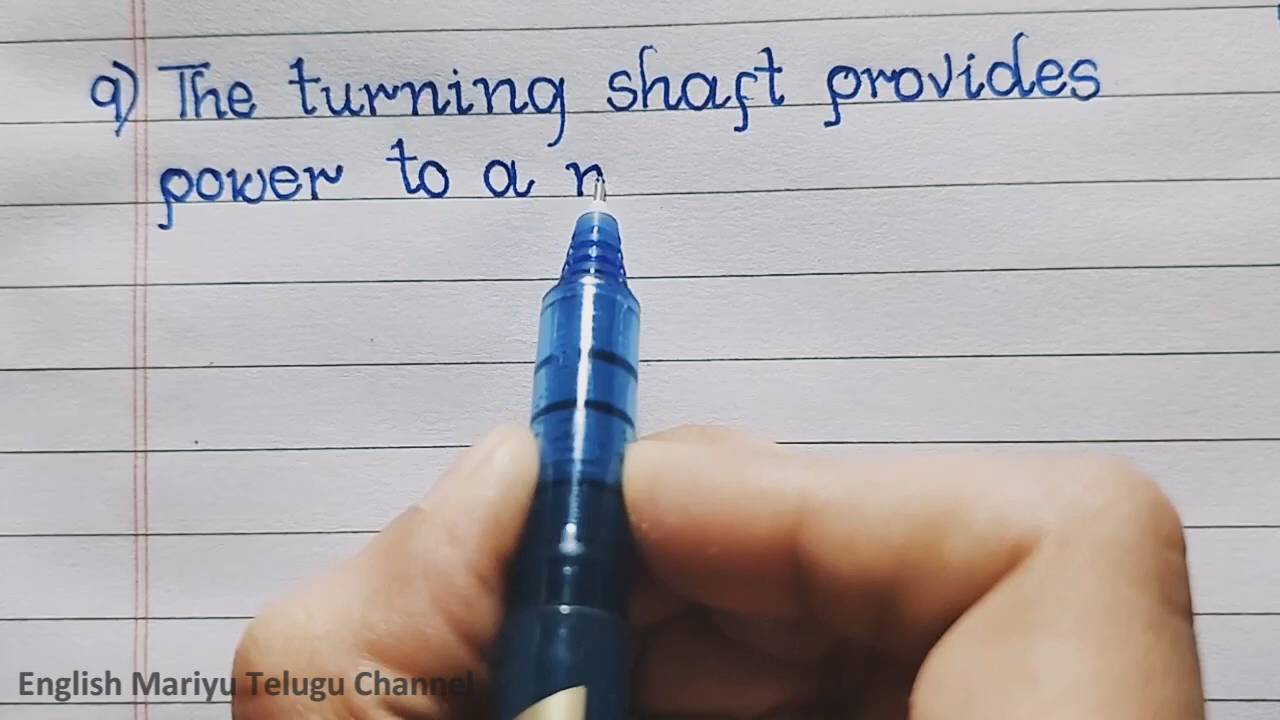 9) The turning shaft provides
power to a n
English Mariyu Telugu Channel